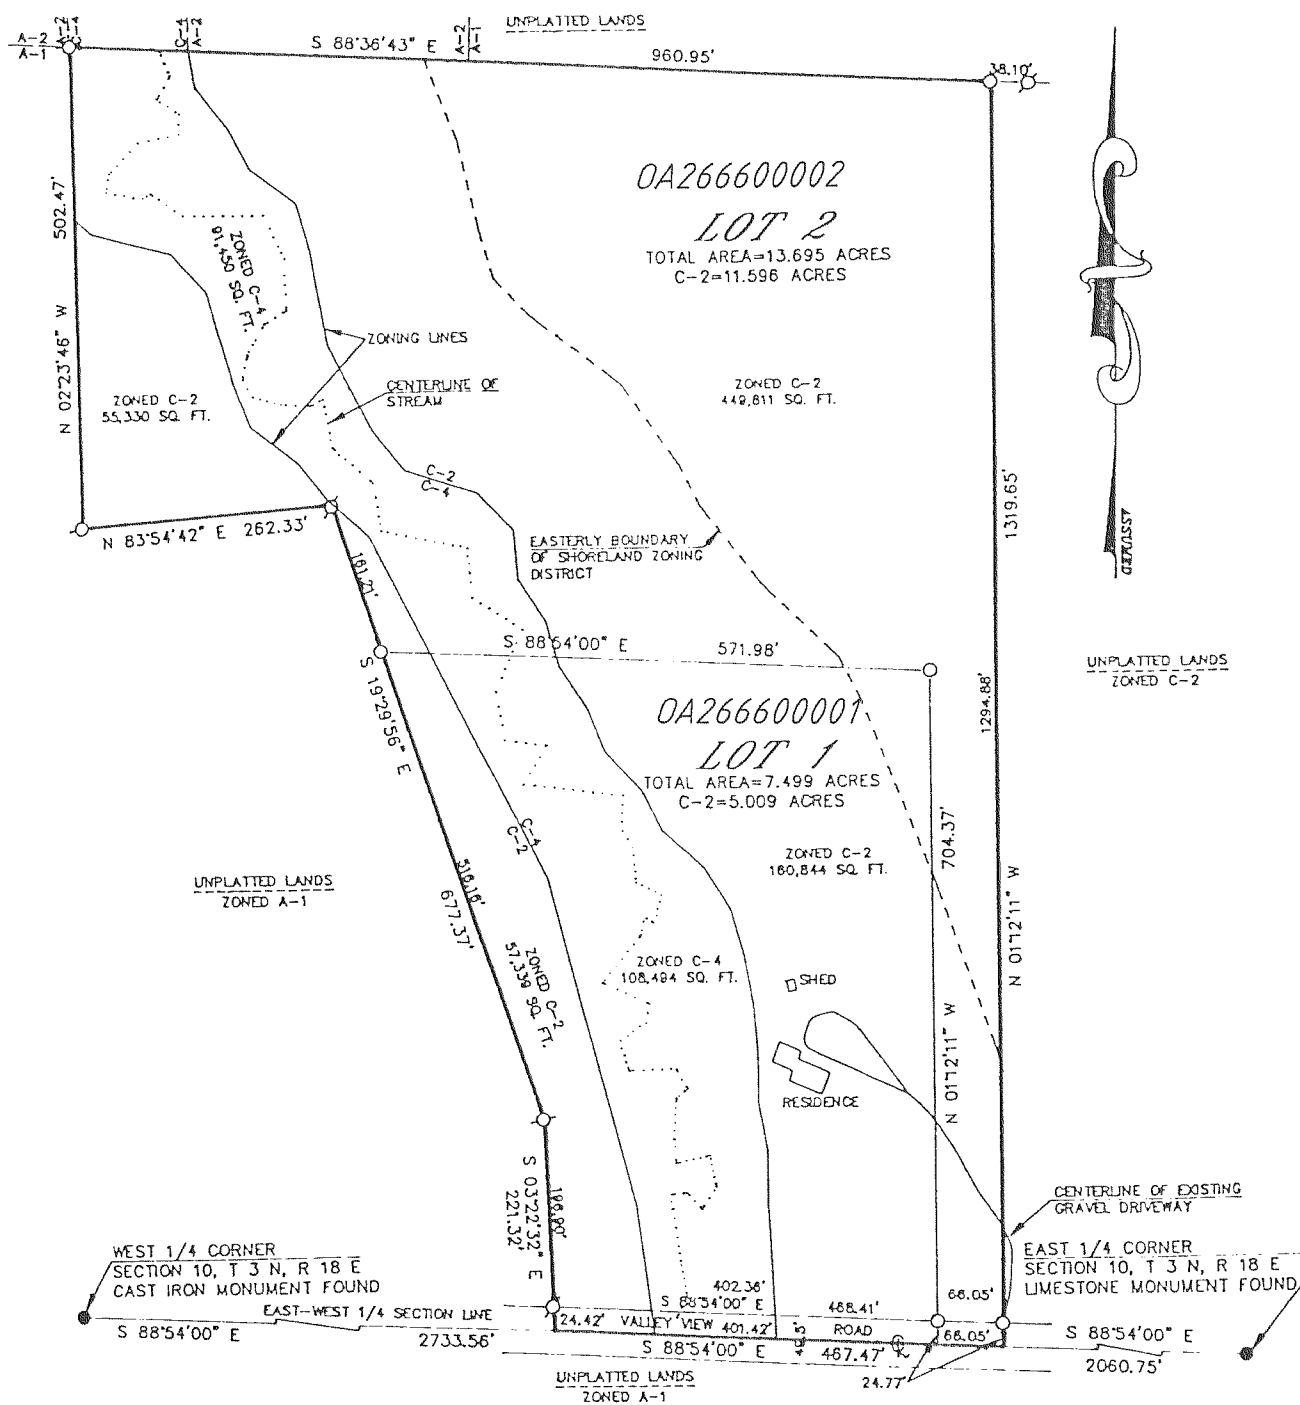 UNPLATTED LANDS
A-2
A-1
A-2
C-4
C-4
A-2
S 88°36'43" E
A-2
A-1
960.95'
38.10'
OA266600002
LOT 2
TOTAL AREA=13.695 ACRES
C-2=11.596 ACRES
502.47'
N 02°23'46" W
ZONED C-4
91,450 SQ. FT.
ZONING LINES
CENTERLINE OF
STREAM
ZONED C-2
55,330 SQ. FT.
ZONED C-2
449,811 SQ. FT.
C-2
C-4
1319.65'
ASSUMED
N 83°54'42" E 262.33'
EASTERLY BOUNDARY
OF SHORELAND ZONING
DISTRICT
161.21'
S 88°54'00" E
571.98'
UNPLATTED LANDS
ZONED C-2
S 19°29'56" E
OA266600001
LOT 1
TOTAL AREA=7.499 ACRES
C-2=5.009 ACRES
1294.88'
C-4
C-2
704.37'
ZONED C-2
160,844 SQ. FT.
UNPLATTED LANDS
ZONED A-1
516.16'
677.37'
N 01°12'11" W
ZONED C-2
57,339 SQ. FT.
ZONED C-4
108,494 SQ. FT.
SHED
N 01°12'11" W
RESIDENCE
S 03°22'32" E
221.32'
196.90'
CENTERLINE OF EXISTING
GRAVEL DRIVEWAY
WEST 1/4 CORNER
SECTION 10, T 3 N, R 18 E
CAST IRON MONUMENT FOUND
EAST 1/4 CORNER
SECTION 10, T 3 N, R 18 E
LIMESTONE MONUMENT FOUND
402.36'
S 88°54'00" E
468.41'
66.05'
EAST-WEST 1/4 SECTION LINE
S 88°54'00" E
2733.56'
24.42' VALLEY VIEW 401.42' ROAD
66.05'
S 88°54'00" E
467.47'
24.77'
S 88°54'00" E
2060.75'
UNPLATTED LANDS
ZONED A-1